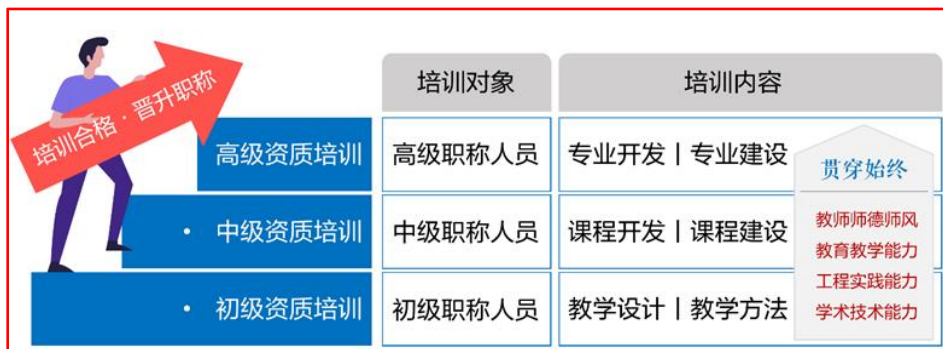 培训对象
培训内容
培训合格·晋升职称
高级资质培训
高级职称人员
专业开发丨专业建设
贯穿始终
• 中级资质培训
中级职称人员
课程开发丨课程建设
教师师德师风
教育教学能力
工程实践能力
学术技术能力
• 初级资质培训
初级职称人员
教学设计丨教学方法